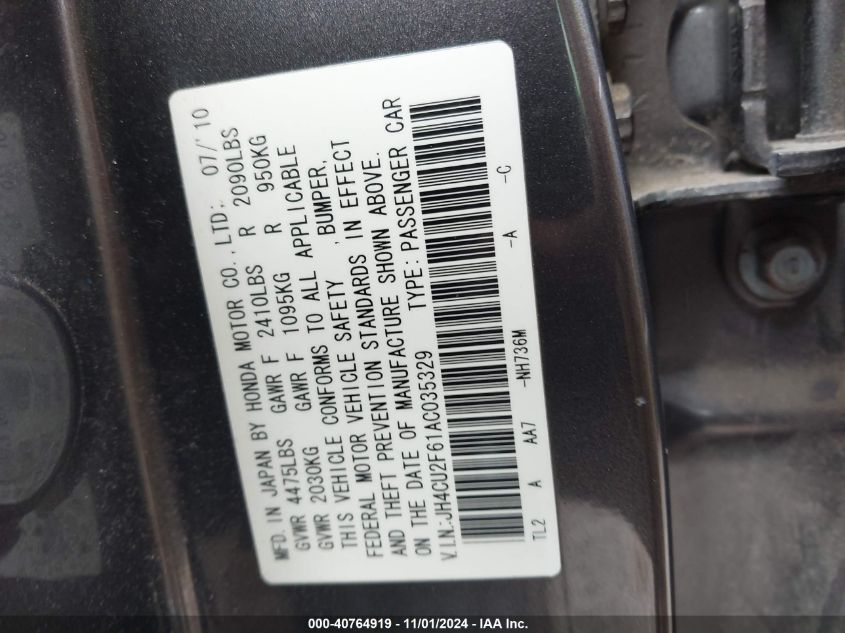 MFD. IN JAPAN BY HONDA MOTOR CO., LTD. 07/'10
GVWR 4475LBS GAWR F 2410LBS R 2090LBS
GVWR 2030KG GAWR F 1095KG R 950KG
THIS VEHICLE CONFORMS TO ALL APPLICABLE
FEDERAL MOTOR VEHICLE SAFETY , BUMPER,
AND THEFT PREVENTION STANDARDS IN EFFECT
ON THE DATE OF MANUFACTURE SHOWN ABOVE.
V.I.N.:JH4CU2F61AC035329 TYPE: PASSENGER CAR
TL2 A AA7 -NH736M -A -C
000-40764919 - 11/01/2024 - IAA Inc.